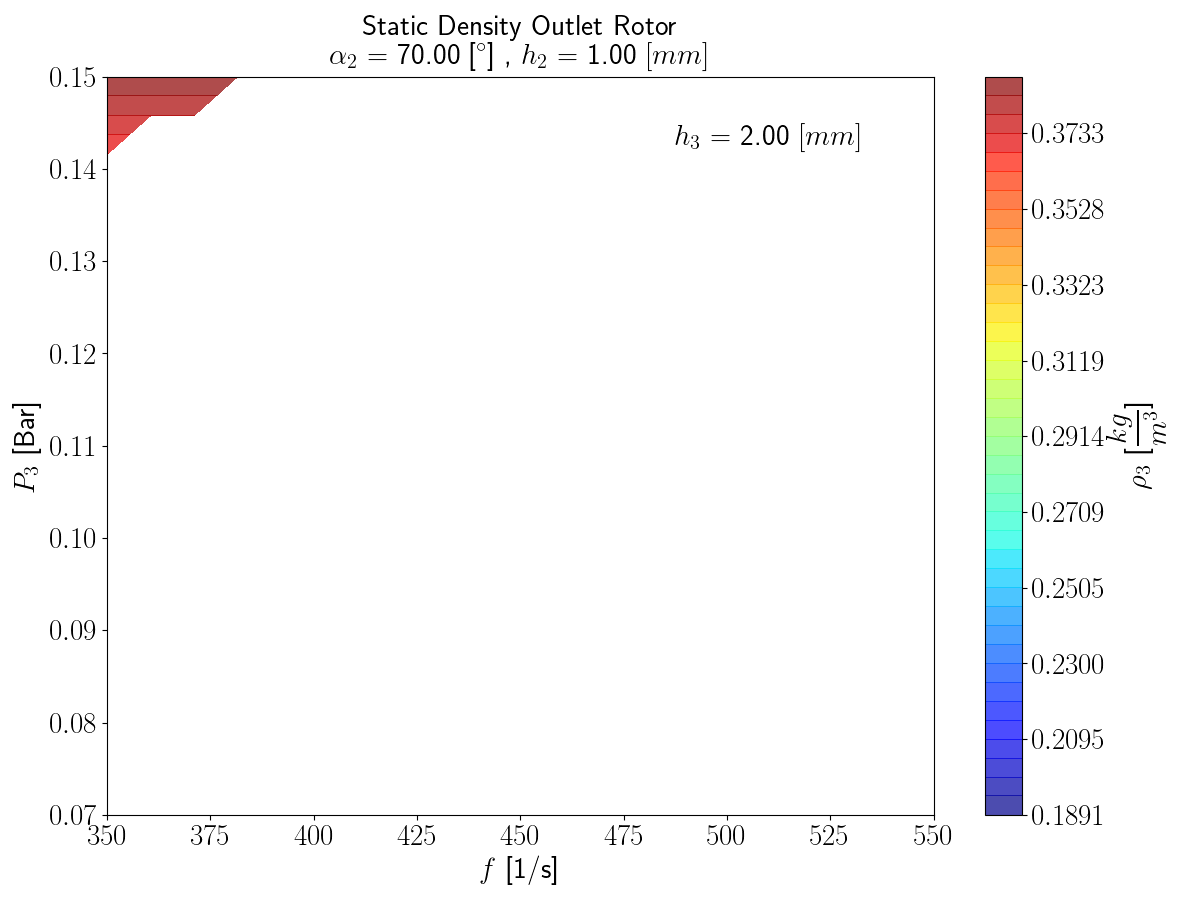 Static Density Outlet Rotor
α₂ = 70.00 [°] , h₂ = 1.00 [mm]
h₃ = 2.00 [mm]
0.15
0.14
0.13
0.12
0.11
0.10
0.09
0.08
0.07
P₃ [Bar]
350 375 400 425 450 475 500 525 550
f [1/s]
0.3733
0.3528
0.3323
0.3119
0.2914
0.2709
0.2505
0.2300
0.2095
0.1891
ρ₃ [kg/m³]